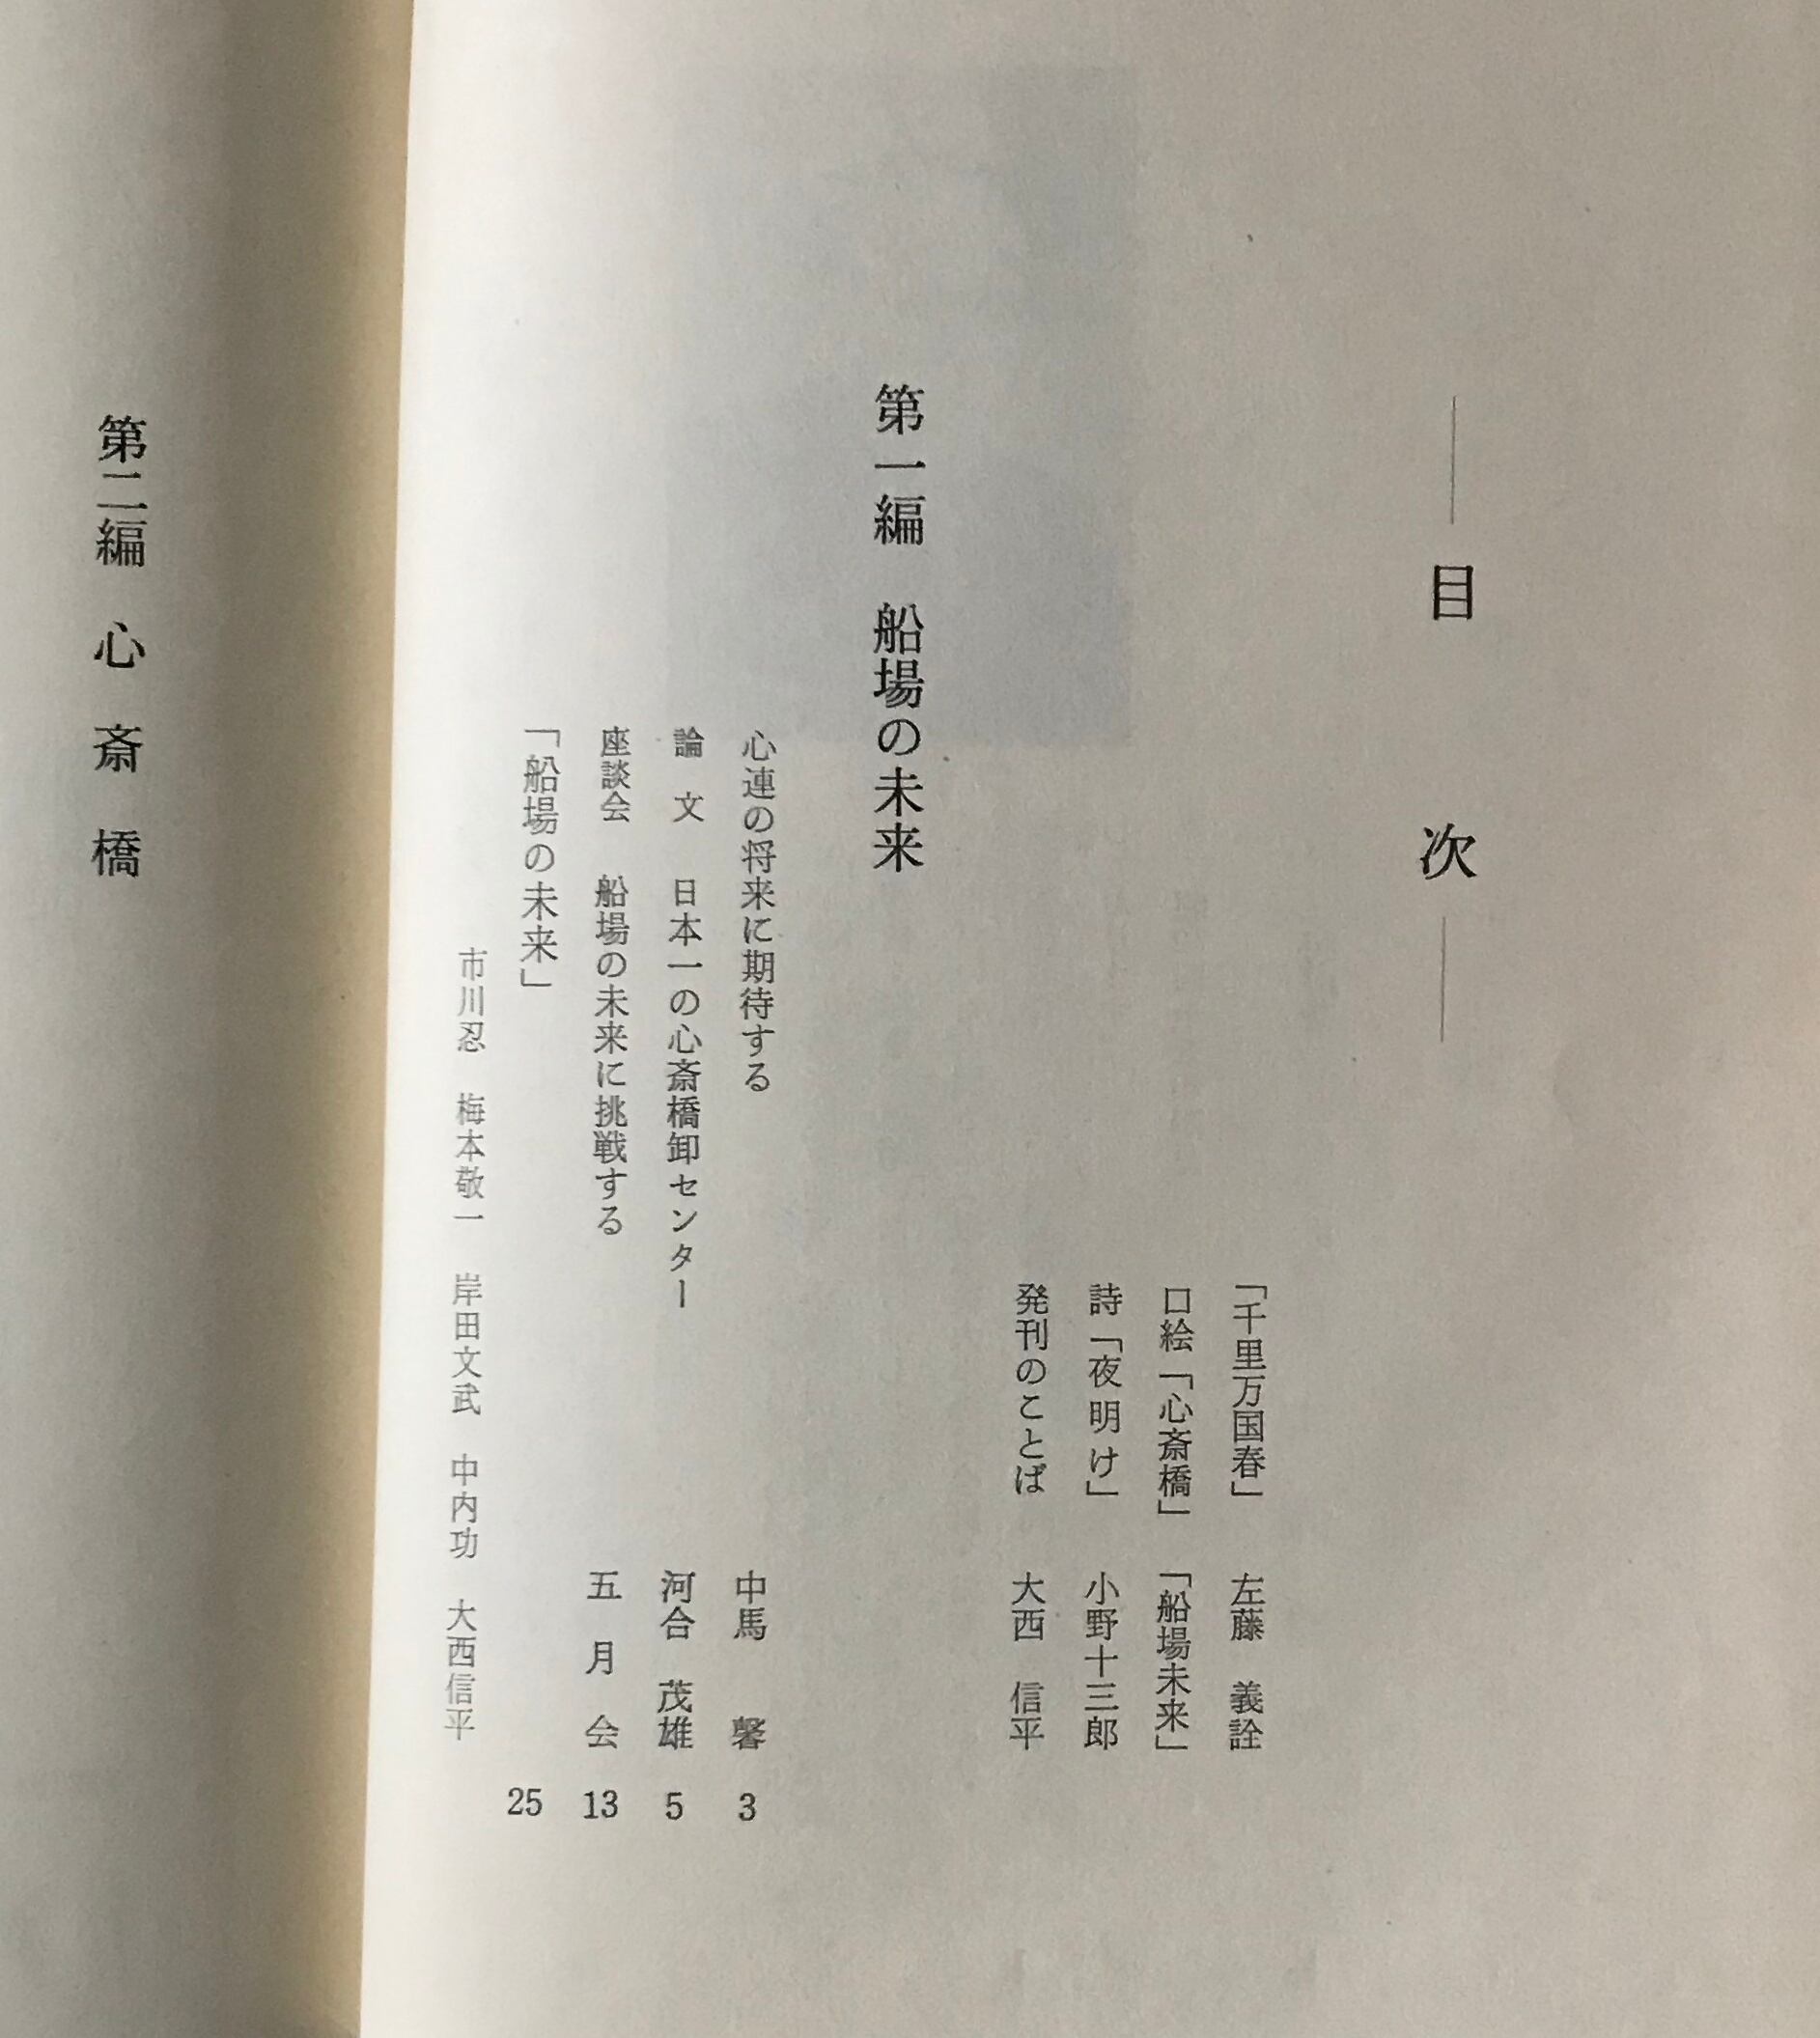 ― 目次 ―
「千里万国春」 左藤 義詮
口絵「心斎橋」 「船場未来」
詩「夜明け」 小野十三郎
発刊のことば 大西 信平
第一編 船場の未来
心連の将来に期待する 中馬 馨 3
論文 日本一の心斎橋卸センター 河合 茂雄 5
座談会 船場の未来に挑戦する 五月会 13
「船場の未来」 25
市川忍 梅本敬一 岸田文武 中内功 大西信平
第二編 心斎橋